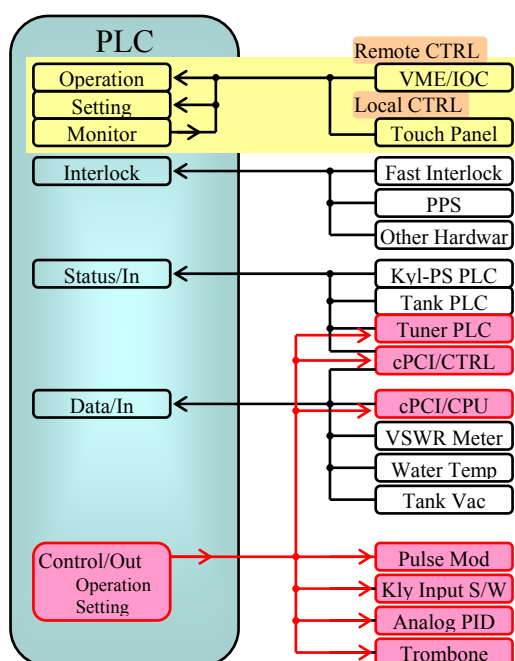 PLC
Remote CTRL
Operation
VME/IOC
Setting
Local CTRL
Monitor
Touch Panel
Interlock
Fast Interlock
PPS
Other Hardwar
Status/In
Kyl-PS PLC
Tank PLC
Tuner PLC
cPCI/CTRL
Data/In
cPCI/CPU
VSWR Meter
Water Temp
Tank Vac
Control/Out
Operation
Setting
Pulse Mod
Kly Input S/W
Analog PID
Trombone